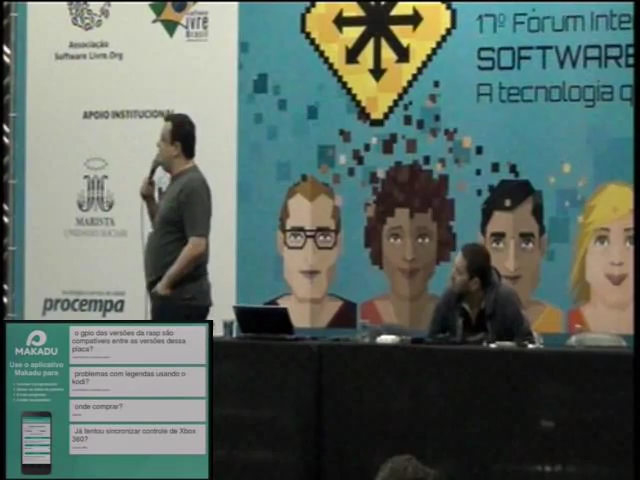 Associação
Software Livre.Org
Software
Livre
Brasil
APOIO INSTITUCIONAL
MARISTA
procempa
17º Fórum Inte
SOFTWARE
A tecnologia q
MAKADU
Use o aplicativo
Makadu para
o gpio das versões da rasp são
compatíveis entre as versões dessa
placa?
problemas com legendas usando o
kodi?
onde comprar?
Já tentou sincronizar controle de Xbox
360?